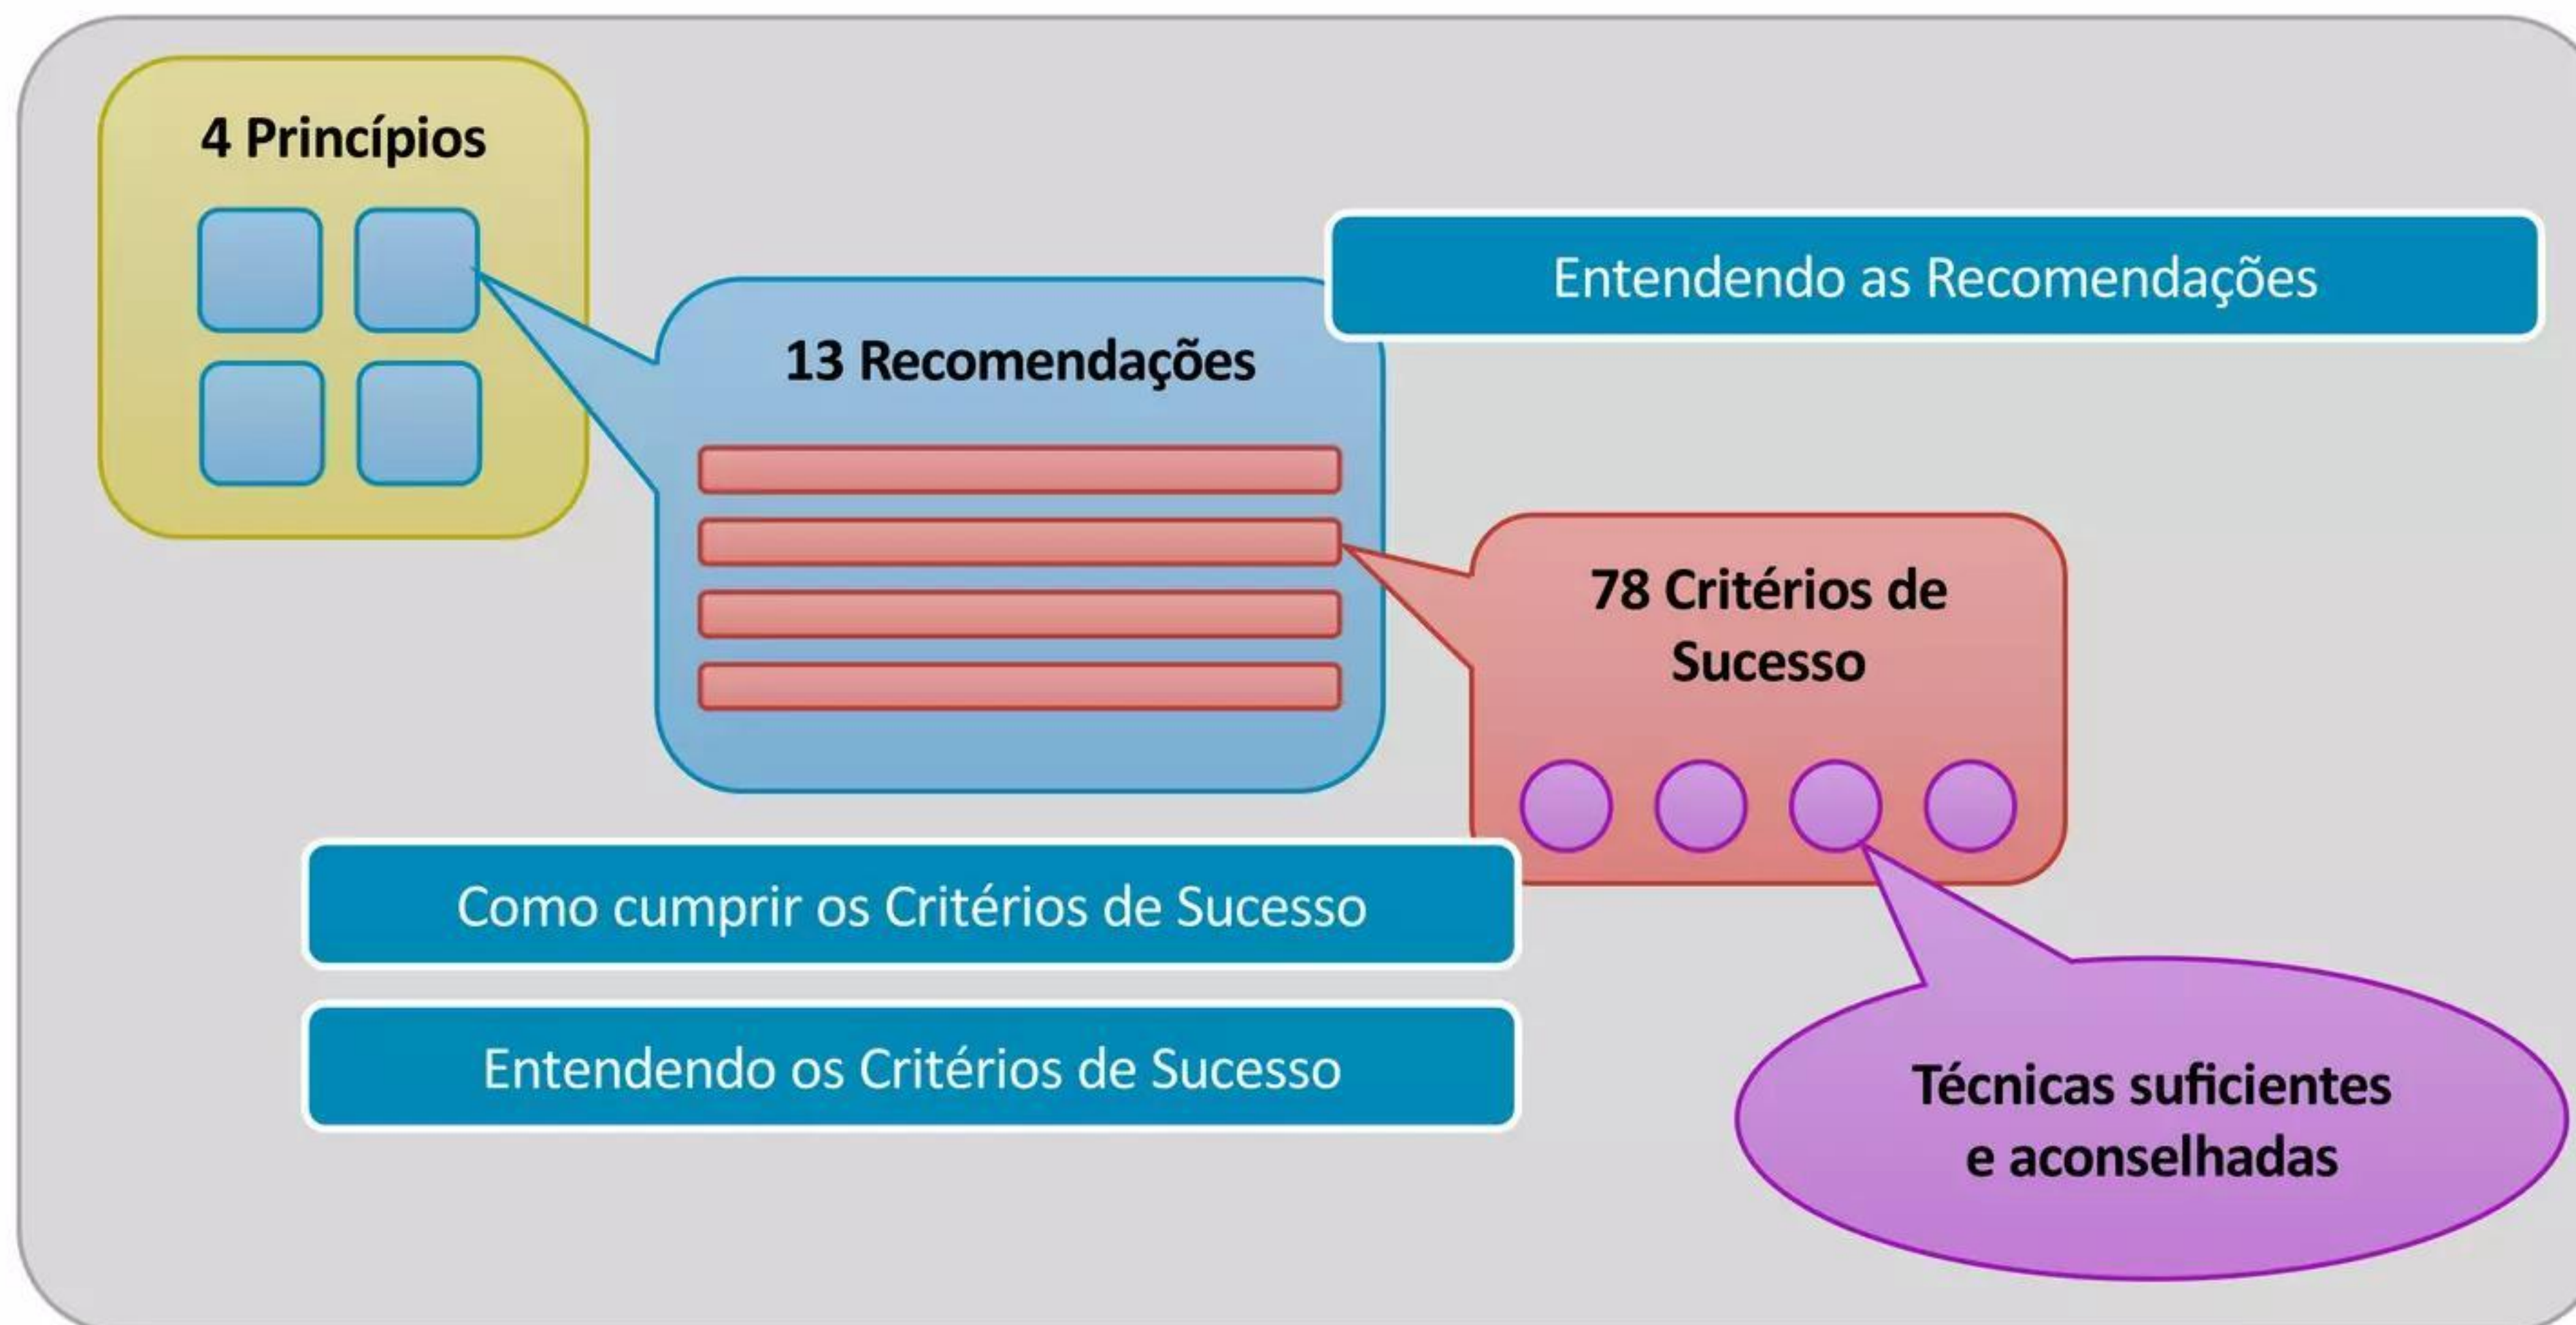 4 Princípios
Entendendo as Recomendações
13 Recomendações
78 Critérios de
Sucesso
Como cumprir os Critérios de Sucesso
Entendendo os Critérios de Sucesso
Técnicas suficientes
e aconselhadas